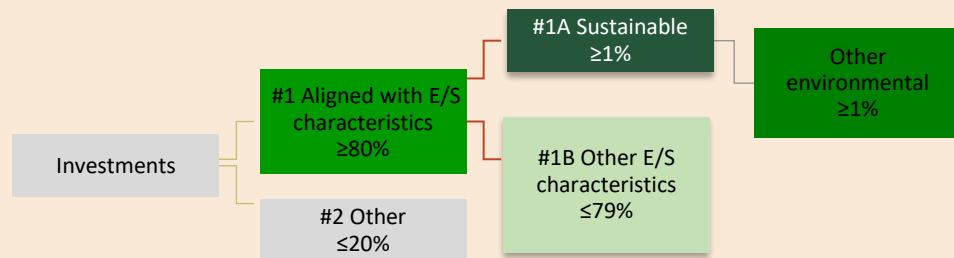 Investments
#1 Aligned with E/S
characteristics
≥80%
#2 Other
≤20%
#1A Sustainable
≥1%
#1B Other E/S
characteristics
≤79%
Other
environmental
≥1%